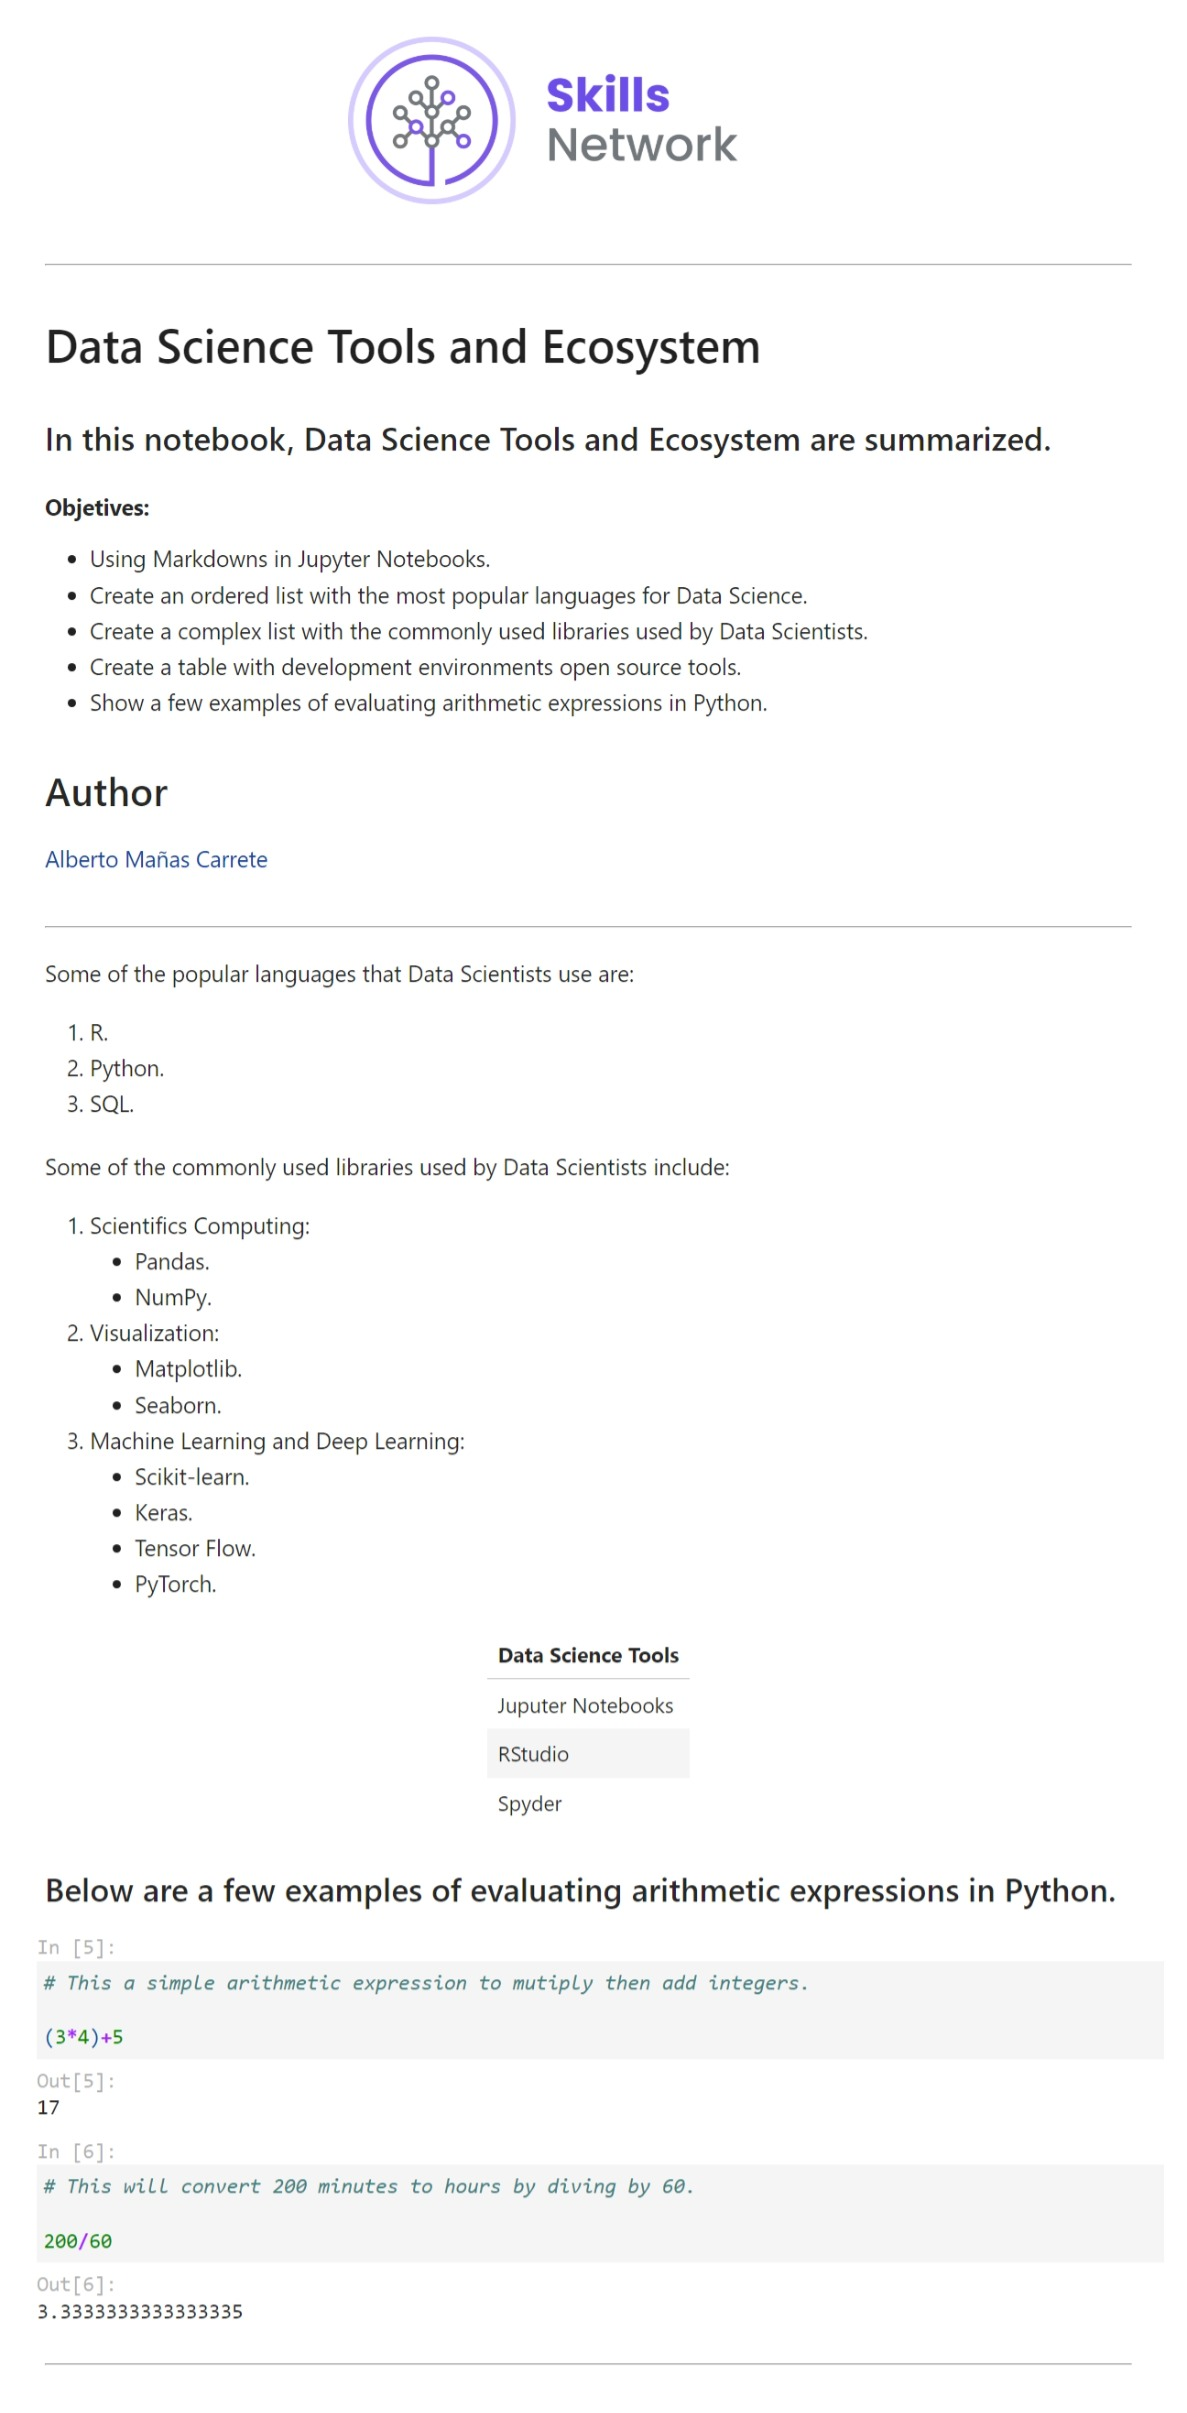 Skills
Network
Data Science Tools and Ecosystem
In this notebook, Data Science Tools and Ecosystem are summarized.
Objetives:
• Using Markdowns in Jupyter Notebooks.
• Create an ordered list with the most popular languages for Data Science.
• Create a complex list with the commonly used libraries used by Data Scientists.
• Create a table with development environments open source tools.
• Show a few examples of evaluating arithmetic expressions in Python.
Author
Alberto Mañas Carrete
Some of the popular languages that Data Scientists use are:
1. R.
2. Python.
3. SQL.
Some of the commonly used libraries used by Data Scientists include:
1. Scientifics Computing:
• Pandas.
• NumPy.
2. Visualization:
• Matplotlib.
• Seaborn.
3. Machine Learning and Deep Learning:
• Scikit-learn.
• Keras.
• Tensor Flow.
• PyTorch.
Data Science Tools
Juputer Notebooks
RStudio
Spyder
Below are a few examples of evaluating arithmetic expressions in Python.
In [5]:
# This a simple arithmetic expression to mutiply then add integers.
(3*4)+5
Out[5]:
17
In [6]:
# This will convert 200 minutes to hours by diving by 60.
200/60
Out[6]:
3.3333333333333335